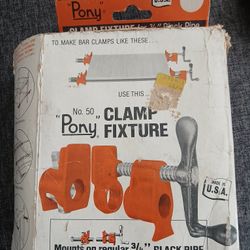 "Pony"
U.S.A.
CLAMP FIXTURE for ¾" Black Pipe
TO MAKE BAR CLAMPS LIKE THESE...
USE THIS...
No. 50 CLAMP
"Pony" FIXTURE
MADE IN
U.S.A.
Mounts on regular 3/4" BLACK PIPE